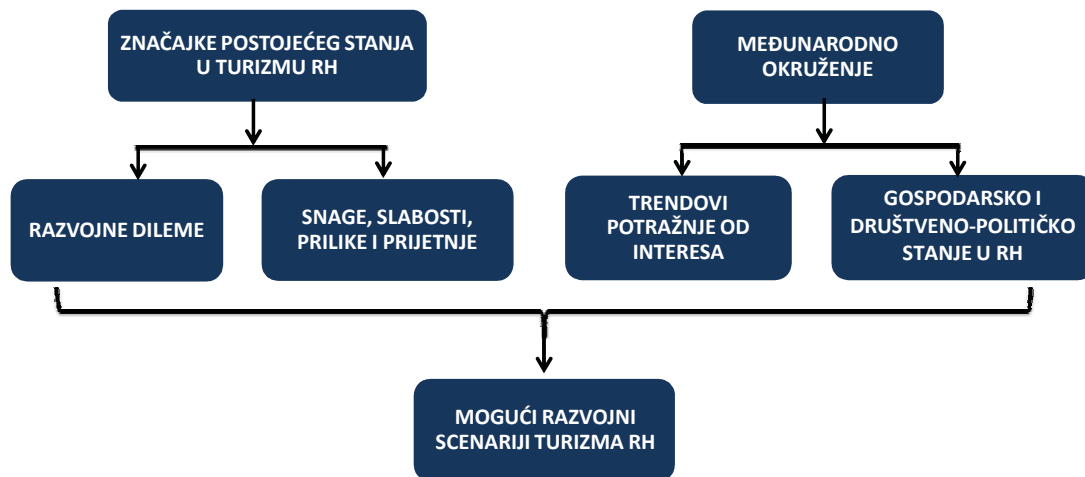 ZNAČAJKE POSTOJEĆEG STANJA
U TURIZMU RH
MEĐUNARODNO
OKRUŽENJE
RAZVOJNE DILEME
SNAGE, SLABOSTI,
PRILIKE I PRIJETNJE
TRENDOVI
POTRAŽNJE OD
INTERESA
GOSPODARSKO I
DRUŠTVENO-POLITIČKO
STANJE U RH
MOGUĆI RAZVOJNI
SCENARIJI TURIZMA RH